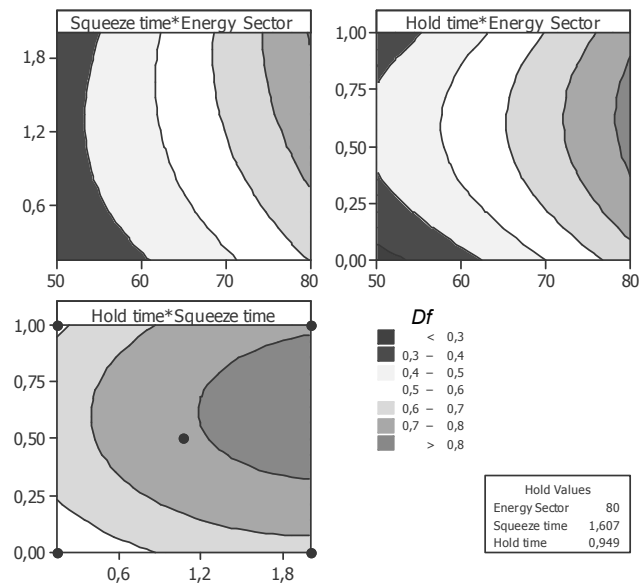 Squeeze time*Energy Sector
1,8
1,2
0,6
50 60 70 80
Hold time*Energy Sector
1,00
0,75
0,50
0,25
0,00
50 60 70 80
Hold time*Squeeze time
1,00
0,75
0,50
0,25
0,00
0,6 1,2 2,0
Df
< 0,3
0,3 – 0,4
0,4 – 0,5
0,5 – 0,6
0,6 – 0,7
0,7 – 0,8
> 0,8
Hold Values
Energy Sector 80
Squeeze time 1,607
Hold time 0,949